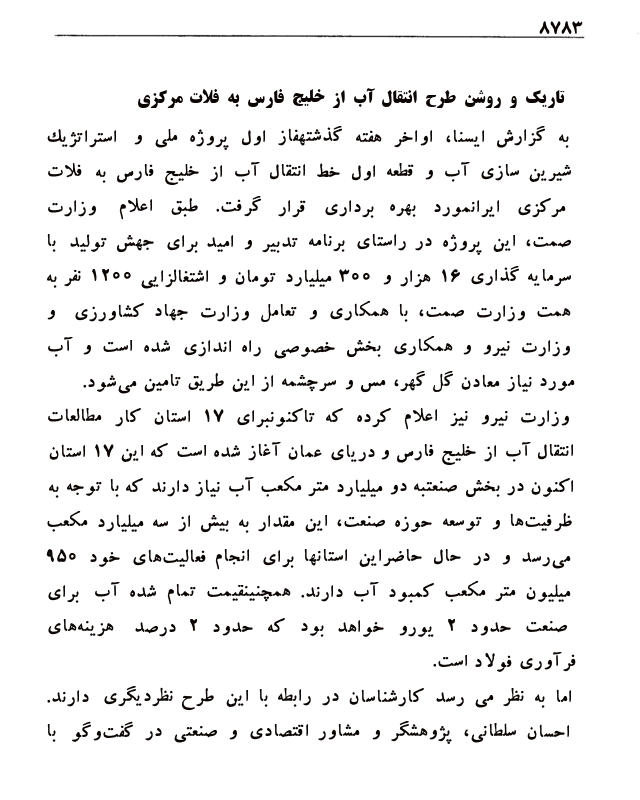 ۸۷۸۳
تاریک و روشن طرح انتقال آب از خلیج فارس به فلات مرکزی
به گزارش ایسنا، اواخر هفته گذشتهفاز اول پروژه ملی و استراتژیک
شیرین سازی آب و قطعه اول خط انتقال آب از خلیج فارس به فلات
مرکزی ایرانمورد بهره برداری قرار گرفت. طبق اعلام وزارت
صمت، این پروژه در راستای برنامه تدبیر و امید برای جهش تولید با
سرمایه گذاری ۱۶ هزار و ۳۰۰ میلیارد تومان و اشتغالزایی ۱۲۰۰ نفر به
همت وزارت صمت، با همکاری و تعامل وزارت جهاد کشاورزی و
وزارت نیرو و همکاری بخش خصوصی راه اندازی شده است و آب
مورد نیاز معادن گل گهر، مس و سرچشمه از این طریق تامین می‌شود.
وزارت نیرو نیز اعلام کرده که تاکنونبرای ۱۷ استان کار مطالعات
انتقال آب از خلیج فارس و دریای عمان آغاز شده است که این ۱۷ استان
اکنون در بخش صنعتبه دو میلیارد متر مکعب آب نیاز دارند که با توجه به
ظرفیت‌ها و توسعه حوزه صنعت، این مقدار به بیش از سه میلیارد مکعب
می‌رسد و در حال حاضراین استانها برای انجام فعالیت‌های خود ۹۵۰
میلیون متر مکعب کمبود آب دارند. همچنینقیمت تمام شده آب برای
صنعت حدود ۲ یورو خواهد بود که حدود ۲ درصد هزینه‌های
فرآوری فولاد است.
اما به نظر می رسد کارشناسان در رابطه با این طرح نظردیگری دارند.
احسان سلطانی، پژوهشگر و مشاور اقتصادی و صنعتی در گفت‌وگو با